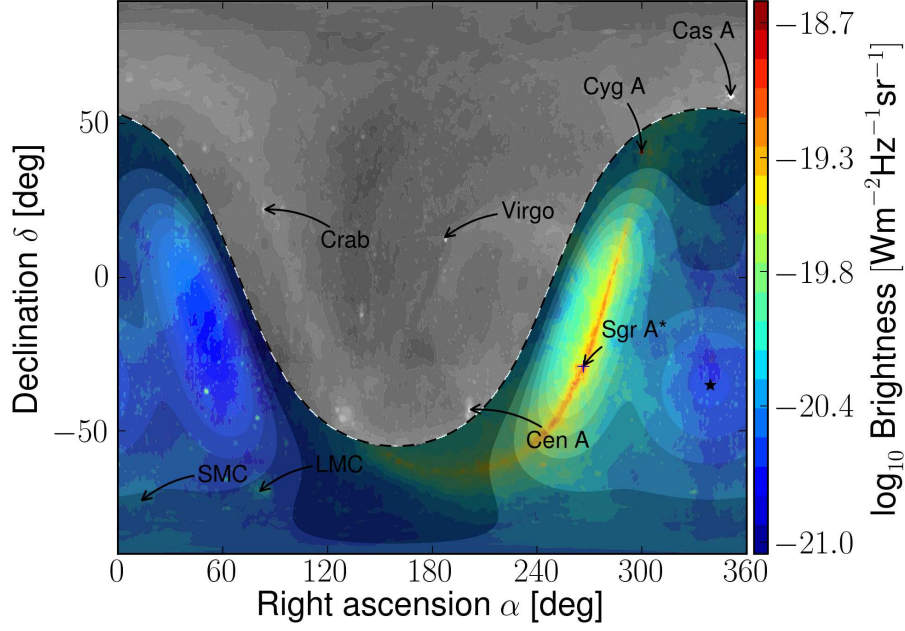 Cas A
Cyg A
Virgo
Crab
Sgr A*
Cen A
SMC
LMC
50
0
−50
Declination δ [deg]
0
60
120
180
240
300
360
Right ascension α [deg]
−18.7
−19.3
−19.8
−20.4
−21.0
log₁₀ Brightness [Wm⁻²Hz⁻¹sr⁻¹]